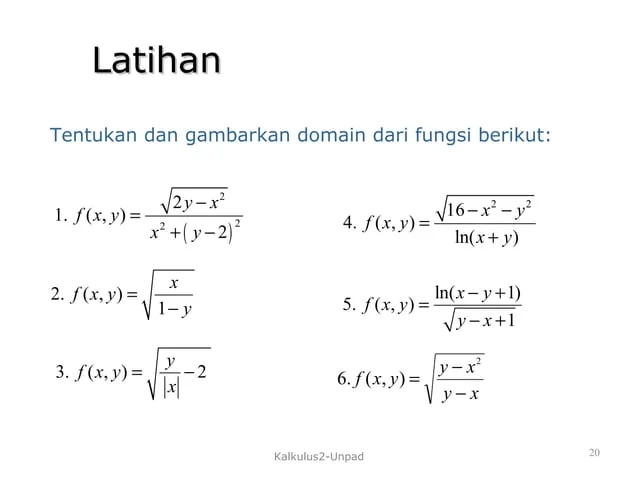 Latihan
Tentukan dan gambarkan domain dari fungsi berikut:
1. f(x, y) = √(2y − x²) / (x² + (y − 2)²)
2. f(x, y) = √(x / (1 − y))
3. f(x, y) = √(y / |x| − 2)
4. f(x, y) = √(16 − x² − y²) / ln(x + y)
5. f(x, y) = ln(x − y + 1) / √(y − x + 1)
6. f(x, y) = √((y − x²) / (y − x))
Kalkulus2-Unpad
20